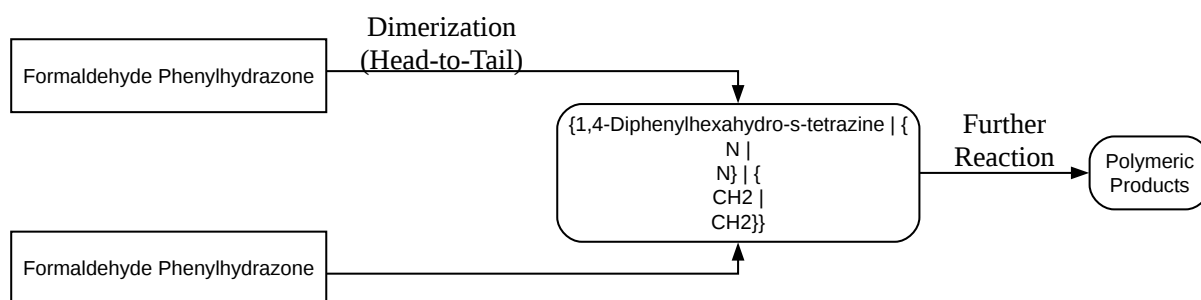 Formaldehyde Phenylhydrazone
Dimerization
(Head-to-Tail)
{1,4-Diphenylhexahydro-s-tetrazine | {
N |
N} | {
CH2 |
CH2}}
Further
Reaction
Polymeric
Products
Formaldehyde Phenylhydrazone